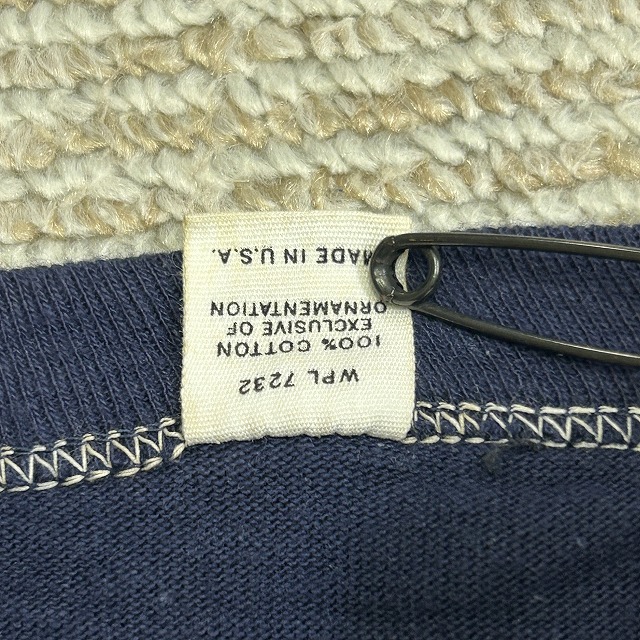 WPL 7232
100% COTTON
EXCLUSIVE OF
ORNAMENTATION
MADE IN U.S.A.